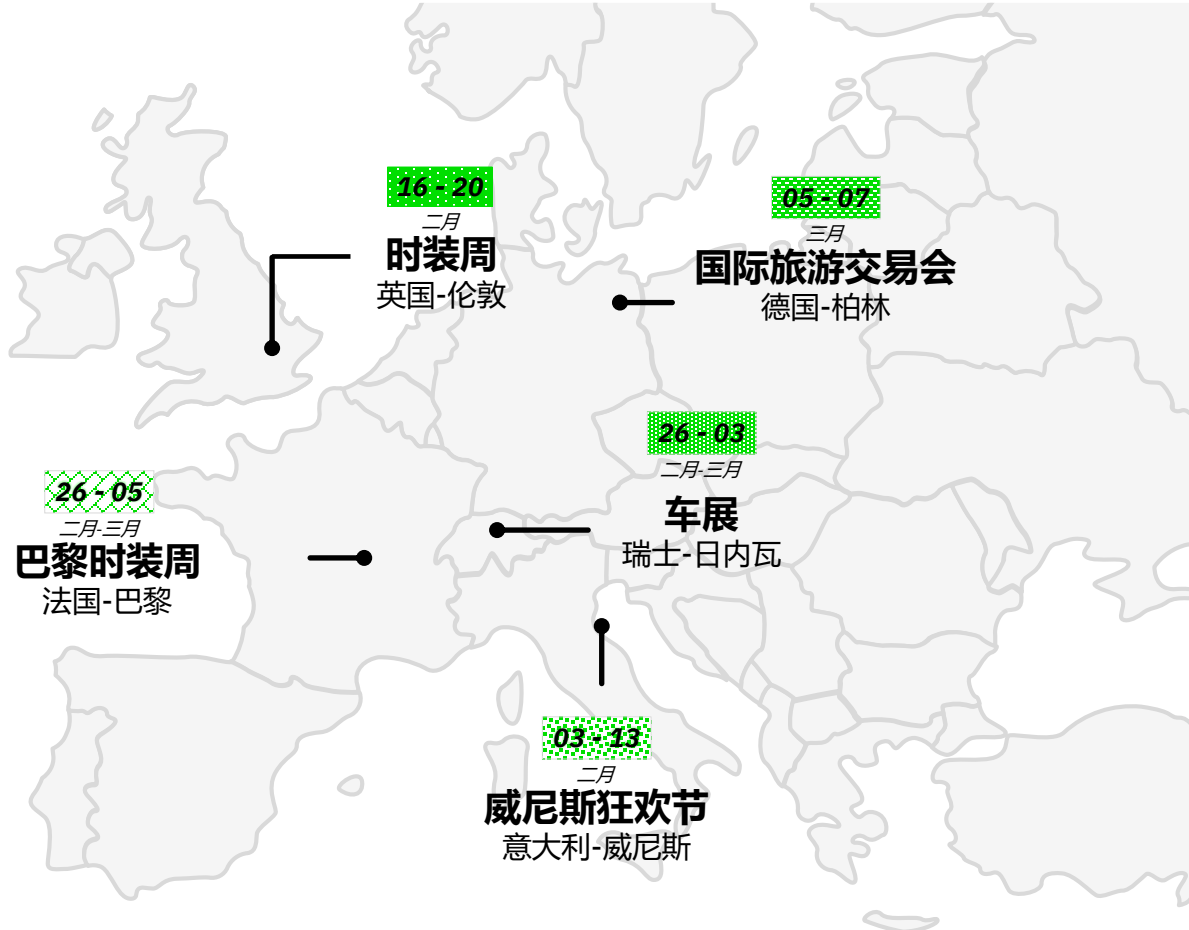 16 - 20
二月
时装周
英国-伦敦
05 - 07
三月
国际旅游交易会
德国-柏林
26 - 03
二月-三月
车展
瑞士-日内瓦
26 - 05
二月-三月
巴黎时装周
法国-巴黎
03 - 13
二月
威尼斯狂欢节
意大利-威尼斯